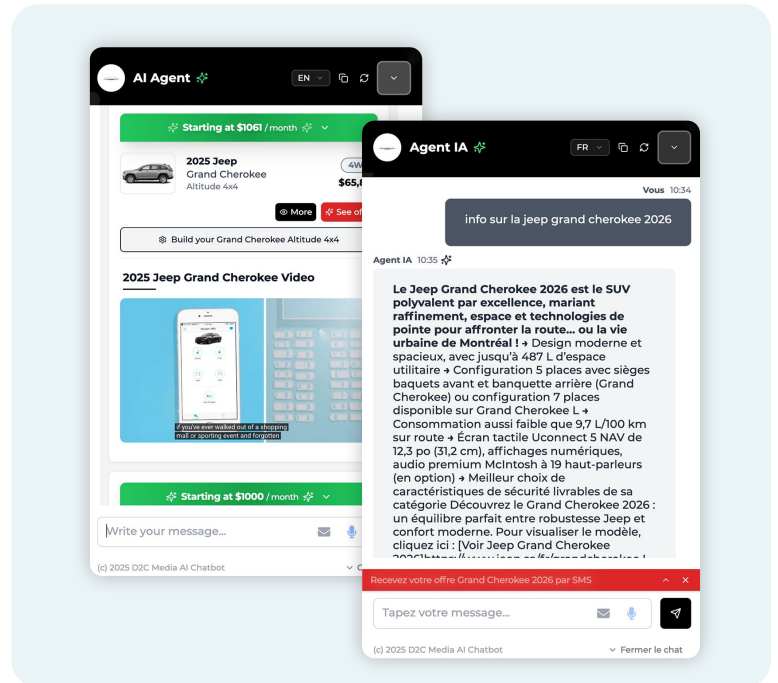 AI Agent
EN
Starting at $1061 / month
2025 Jeep
Grand Cherokee
Altitude 4x4
More
Build your Grand Cherokee Altitude 4x4
2025 Jeep Grand Cherokee Video
if you've ever walked out of a shopping
mall or sporting event and forgotten
Starting at $1000 / month
Write your message...
(c) 2025 D2C Media AI Chatbot
Agent IA
FR
Vous 10:34
info sur la jeep grand cherokee 2026
Agent IA 10:35
Le Jeep Grand Cherokee 2026 est le SUV
polyvalent par excellence, mariant
raffinement, espace et technologies de
pointe pour affronter la route... ou la vie
urbaine de Montréal ! → Design moderne et
spacieux, avec jusqu'à 487 L d'espace
utilitaire → Configuration 5 places avec sièges
baquets avant et banquette arrière (Grand
Cherokee) ou configuration 7 places
disponible sur Grand Cherokee L →
Consommation aussi faible que 9,7 L/100 km
sur route → Écran tactile Uconnect 5 NAV de
12,3 po (31,2 cm), affichages numériques,
audio premium McIntosh à 19 haut-parleurs
(en option) → Meilleur choix de
caractéristiques de sécurité livrables de sa
catégorie Découvrez le Grand Cherokee 2026 :
un équilibre parfait entre robustesse Jeep et
confort moderne. Pour visualiser le modèle,
cliquez ici : [Voir Jeep Grand Cherokee
Recevez votre offre Grand Cherokee 2026 par SMS
Tapez votre message...
(c) 2025 D2C Media AI Chatbot
Fermer le chat